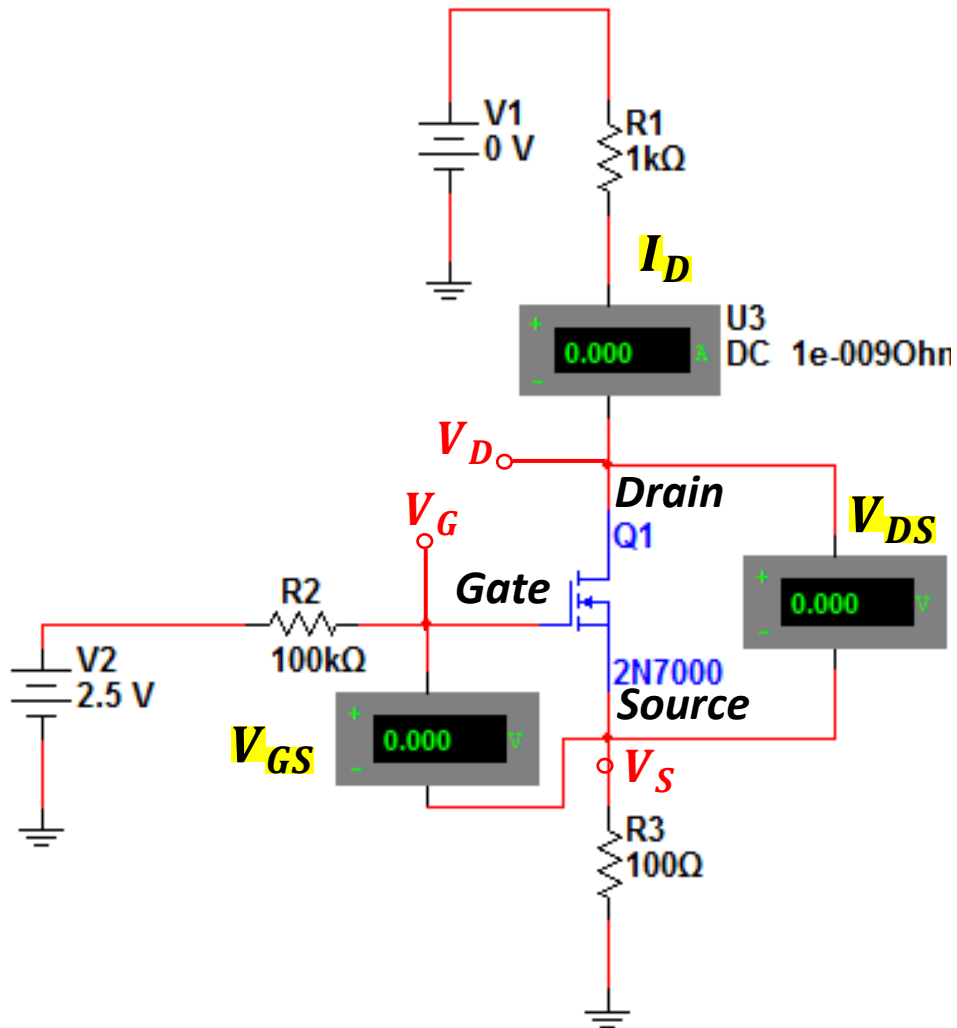 V1
0 V
R1
1kΩ
I_D
+
0.000 A
-
U3
DC 1e-009Ohm
V_D
Drain
V_G
Q1
V_DS
Gate
+
0.000 V
-
R2
100kΩ
V2
2.5 V
2N7000
Source
+
0.000 V
-
V_GS
V_S
R3
100Ω